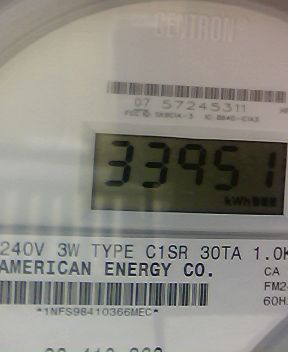 CENTRON
07 57245311
33951
kWh
240V 3W TYPE C1SR 30TA 1.0K
AMERICAN ENERGY CO.
CA
FM2
60H
*1NFS98410366MEC*